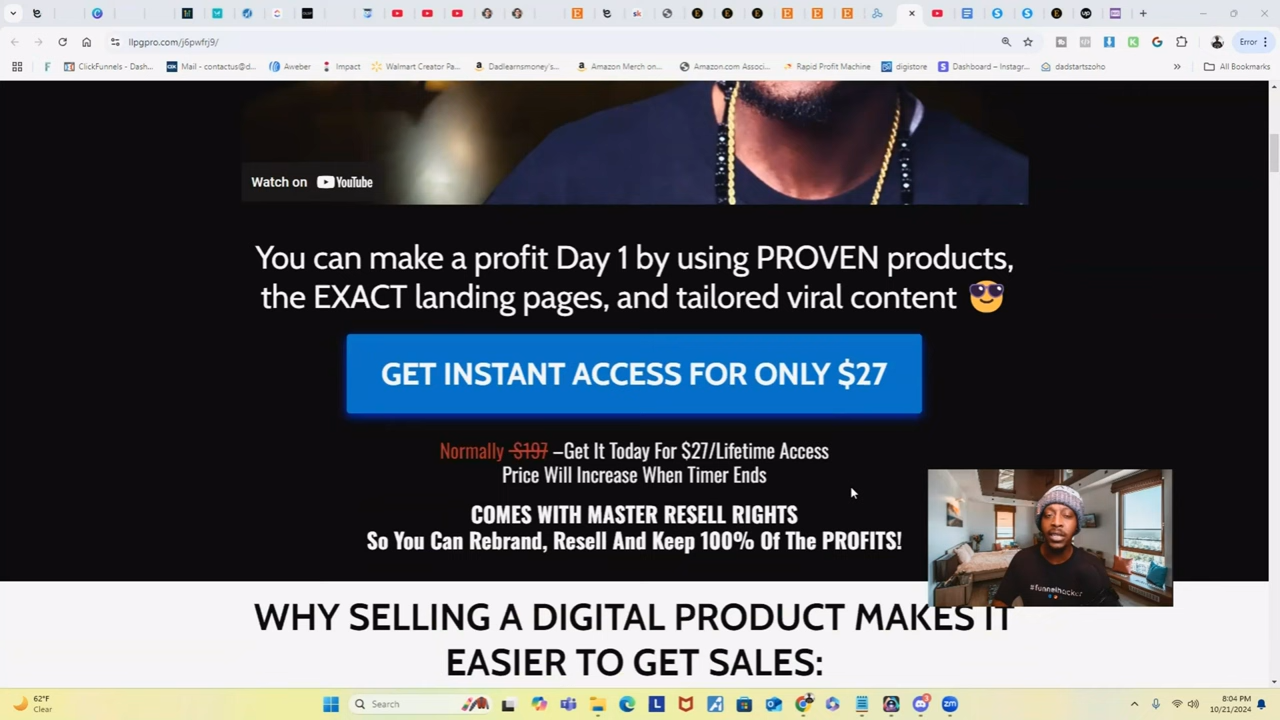 llpgpro.com/j6pwfrj9/
Error
F
ClickFunnels - Dash...
Mail - contactus@d...
Aweber
Impact
Walmart Creator Pa...
Dadlearnsmoney's...
Amazon Merch on...
Amazon.com Associ...
Rapid Profit Machine
digistore
Dashboard – Instagr...
dadstartszoho
All Bookmarks
Watch on YouTube
You can make a profit Day 1 by using PROVEN products,
the EXACT landing pages, and tailored viral content 😎
GET INSTANT ACCESS FOR ONLY $27
Normally $197 –Get It Today For $27/Lifetime Access
Price Will Increase When Timer Ends
COMES WITH MASTER RESELL RIGHTS
So You Can Rebrand, Resell And Keep 100% Of The PROFITS!
#funnelhacker
WHY SELLING A DIGITAL PRODUCT MAKES IT
EASIER TO GET SALES:
62°F
Clear
Search
8:04 PM
10/21/2024